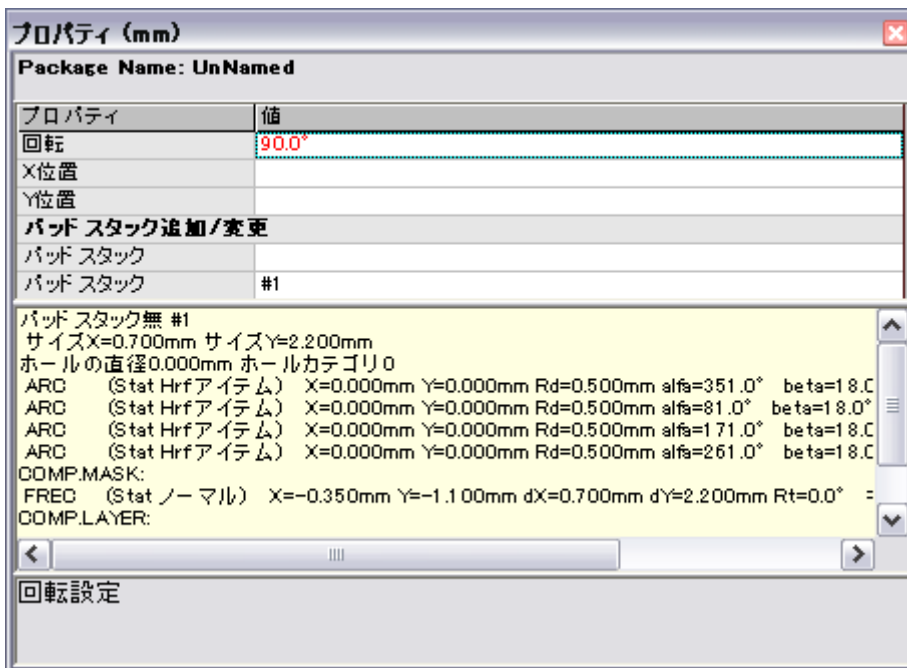 プロパティ (mm)
Package Name: UnNamed
プロパティ 値
回転 90.0°
X位置
Y位置
パッド スタック追加/変更
パッド スタック
パッド スタック #1
パッド スタック無 #1
サイズX=0.700mm サイズY=2.200mm
ホールの直径0.000mm ホールカテゴリ0
ARC (Stat Hrfアイテム) X=0.000mm Y=0.000mm Rd=0.500mm alfa=351.0° beta=18.0
ARC (Stat Hrfアイテム) X=0.000mm Y=0.000mm Rd=0.500mm alfa=81.0° beta=18.0°
ARC (Stat Hrfアイテム) X=0.000mm Y=0.000mm Rd=0.500mm alfa=171.0° beta=18.0
ARC (Stat Hrfアイテム) X=0.000mm Y=0.000mm Rd=0.500mm alfa=261.0° beta=18.0
COMP.MASK:
FREC (Stat ノーマル) X=-0.350mm Y=-1.100mm dX=0.700mm dY=2.200mm Rt=0.0° =
COMP.LAYER:
回転設定